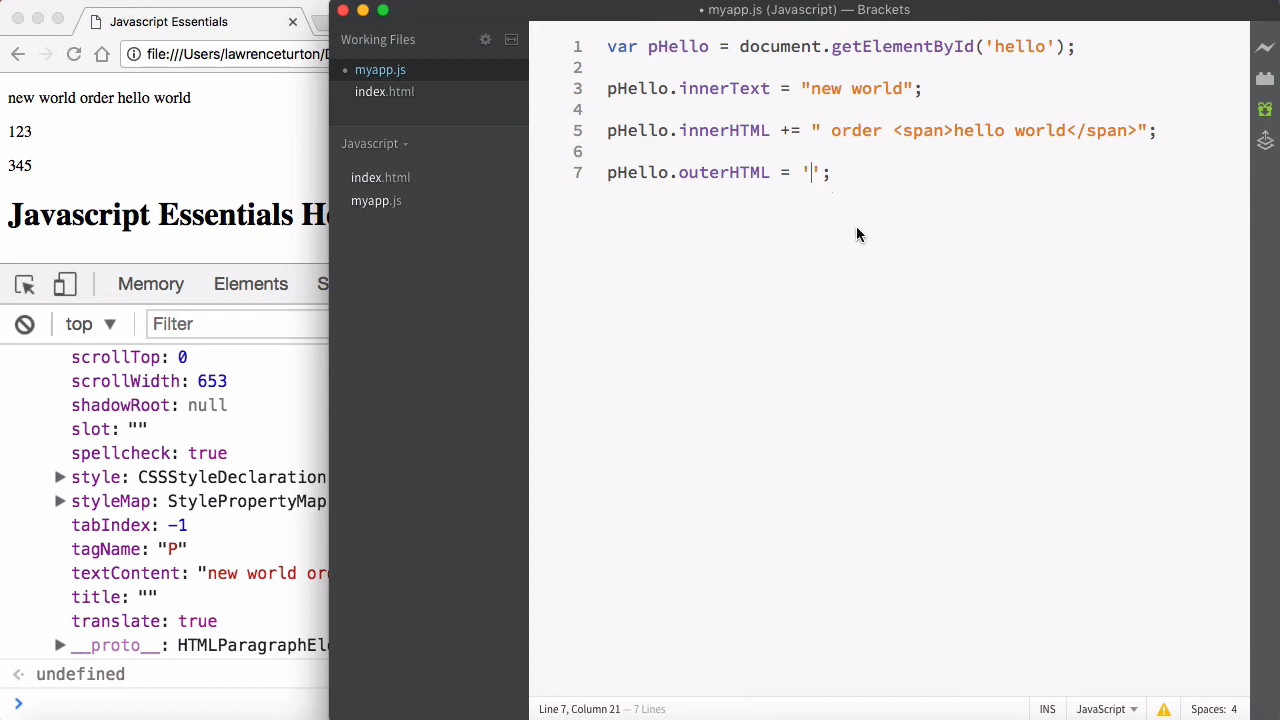 Javascript Essentials
file:///Users/lawrenceturton/D
new world order hello world
123
345
Javascript Essentials He
Memory Elements S
top Filter
scrollTop: 0
scrollWidth: 653
shadowRoot: null
slot: ""
spellcheck: true
style: CSSStyleDeclaration
styleMap: StylePropertyMap
tabIndex: -1
tagName: "P"
textContent: "new world ord
title: ""
translate: true
__proto__: HTMLParagraphEle
undefined
• myapp.js (Javascript) — Brackets
Working Files
myapp.js
index.html
Javascript
index.html
myapp.js
1 var pHello = document.getElementById('hello');
2
3 pHello.innerText = "new world";
4
5 pHello.innerHTML += " order <span>hello world</span>";
6
7 pHello.outerHTML = '';
Line 7, Column 21 — 7 Lines
INS JavaScript Spaces: 4